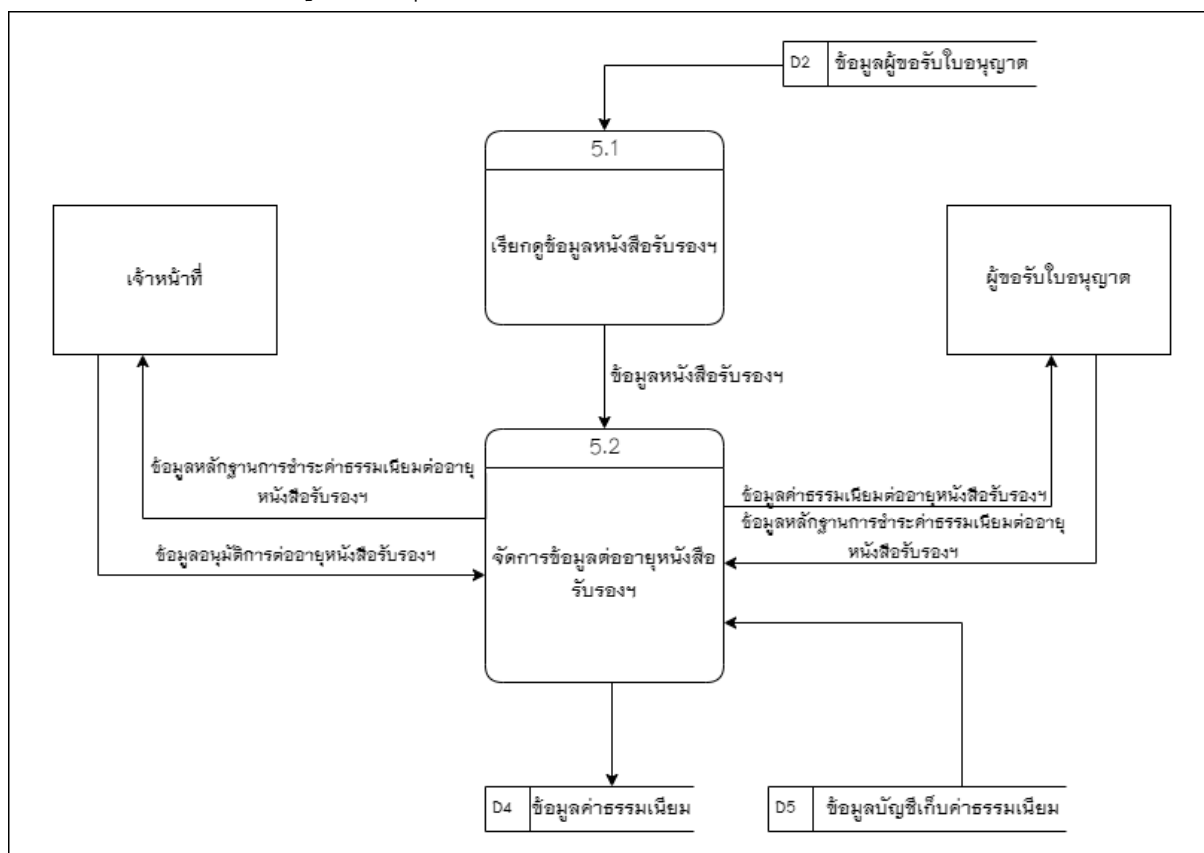 D2 ข้อมูลผู้ขอรับใบอนุญาต
5.1
เรียกดูข้อมูลหนังสือรับรองฯ
เจ้าหน้าที่
ผู้ขอรับใบอนุญาต
ข้อมูลหนังสือรับรองฯ
5.2
จัดการข้อมูลต่ออายุหนังสือ
รับรองฯ
ข้อมูลหลักฐานการชำระค่าธรรมเนียมต่ออายุ
หนังสือรับรองฯ
ข้อมูลอนุมัติการต่ออายุหนังสือรับรองฯ
ข้อมูลค่าธรรมเนียมต่ออายุหนังสือรับรองฯ
ข้อมูลหลักฐานการชำระค่าธรรมเนียมต่ออายุ
หนังสือรับรองฯ
D4 ข้อมูลค่าธรรมเนียม
D5 ข้อมูลบัญชีเก็บค่าธรรมเนียม